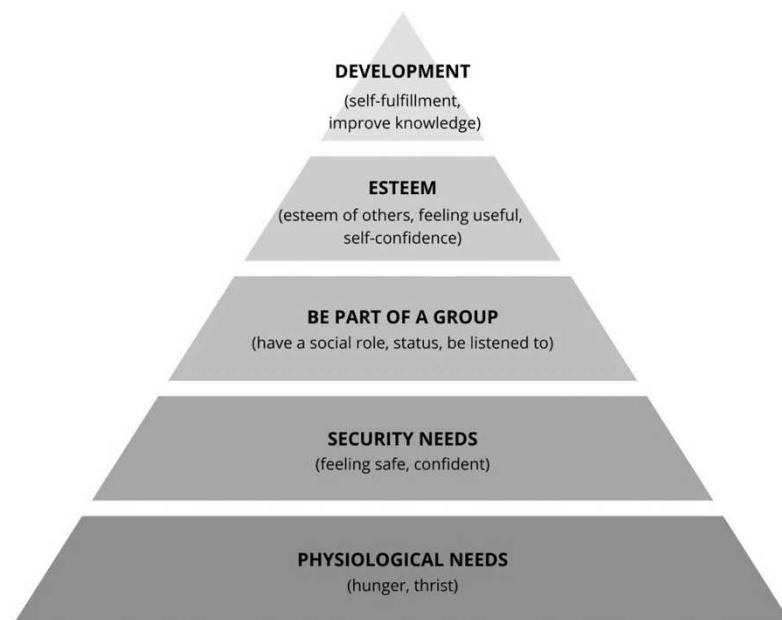 DEVELOPMENT
(self-fulfillment,
improve knowledge)
ESTEEM
(esteem of others, feeling useful,
self-confidence)
BE PART OF A GROUP
(have a social role, status, be listened to)
SECURITY NEEDS
(feeling safe, confident)
PHYSIOLOGICAL NEEDS
(hunger, thrist)